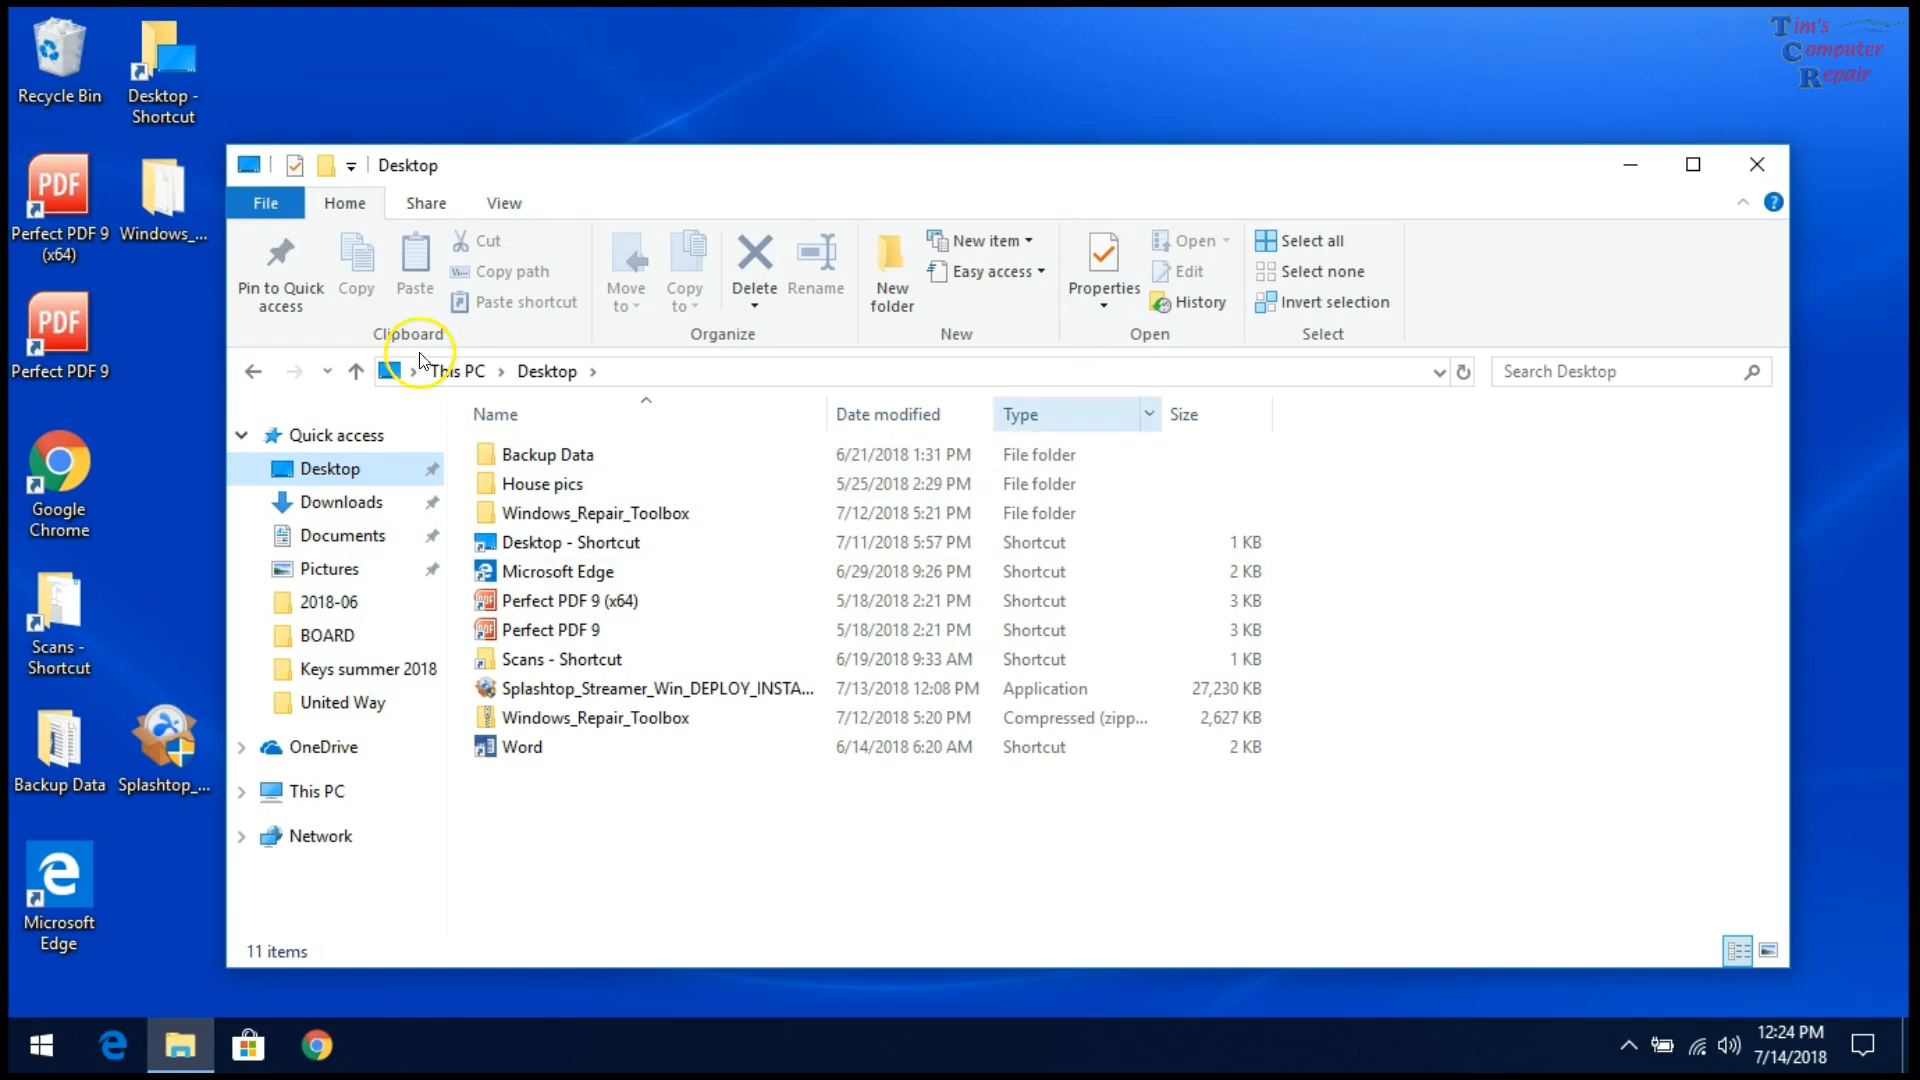 Recycle Bin
Desktop -
Shortcut
Tim's
Computer
Repair
PDF
Perfect PDF 9
(x64)
Windows_...
PDF
Perfect PDF 9
Google
Chrome
Scans -
Shortcut
Backup Data
Splashtop_...
Microsoft
Edge
Desktop
File
Home
Share
View
Pin to Quick
access
Copy
Paste
Cut
Copy path
Paste shortcut
Clipboard
Move
to
Copy
to
Delete
Rename
Organize
New
folder
New item
Easy access
New
Properties
Open
Edit
History
Open
Select all
Select none
Invert selection
Select
This PC
Desktop
Search Desktop
Quick access
Desktop
Downloads
Documents
Pictures
2018-06
BOARD
Keys summer 2018
United Way
OneDrive
This PC
Network
Name Date modified Type Size
Backup Data 6/21/2018 1:31 PM File folder
House pics 5/25/2018 2:29 PM File folder
Windows_Repair_Toolbox 7/12/2018 5:21 PM File folder
Desktop - Shortcut 7/11/2018 5:57 PM Shortcut 1 KB
Microsoft Edge 6/29/2018 9:26 PM Shortcut 2 KB
Perfect PDF 9 (x64) 5/18/2018 2:21 PM Shortcut 3 KB
Perfect PDF 9 5/18/2018 2:21 PM Shortcut 3 KB
Scans - Shortcut 6/19/2018 9:33 AM Shortcut 1 KB
Splashtop_Streamer_Win_DEPLOY_INSTA... 7/13/2018 12:08 PM Application 27,230 KB
Windows_Repair_Toolbox 7/12/2018 5:20 PM Compressed (zipp... 2,627 KB
Word 6/14/2018 6:20 AM Shortcut 2 KB
11 items
12:24 PM
7/14/2018